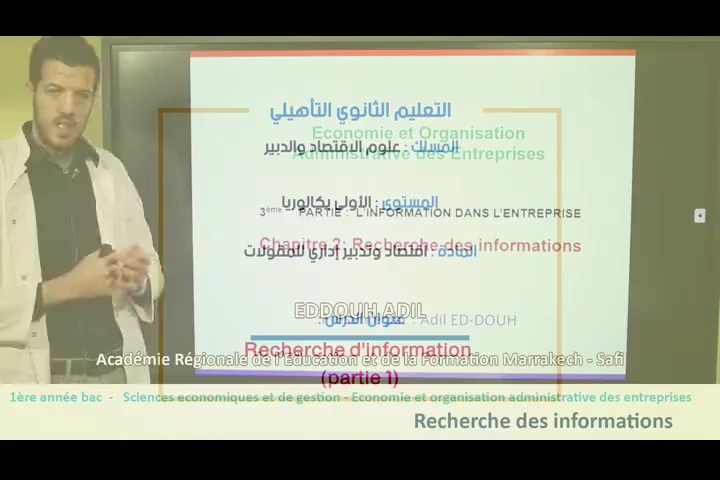 التعليم الثانوي التأهيلي
Economie et Organisation
المسلك : علوم الاقتصاد والتدبير
Administrative des Entreprises
المستوى : الأولى بكالوريا
3ème PARTIE : L'INFORMATION DANS L'ENTREPRISE
Chapitre 2: Recherche des informations
المادة : اقتصاد وتدبير إداري للمقولات
EDDOUH ADIL
عنوان الدرس :
: Adil ED-DOUH
Recherche d'information
Académie Régionale de l'Education et de la Formation Marrakech - Safi
(partie 1)
1ère année bac - Sciences economiques et de gestion - Economie et organisation administrative des entreprises
Recherche des informations